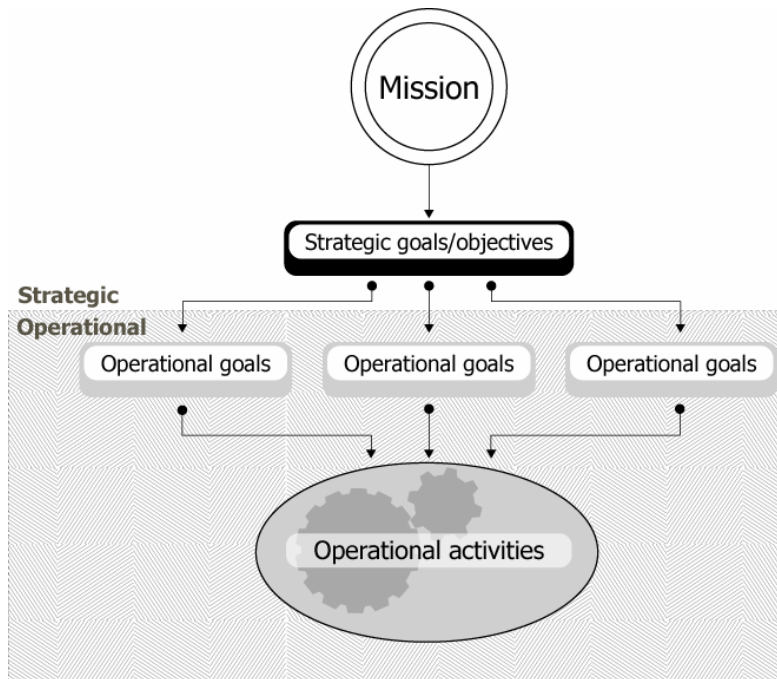 Mission
Strategic goals/objectives
Strategic
Operational
Operational goals
Operational goals
Operational goals
Operational activities